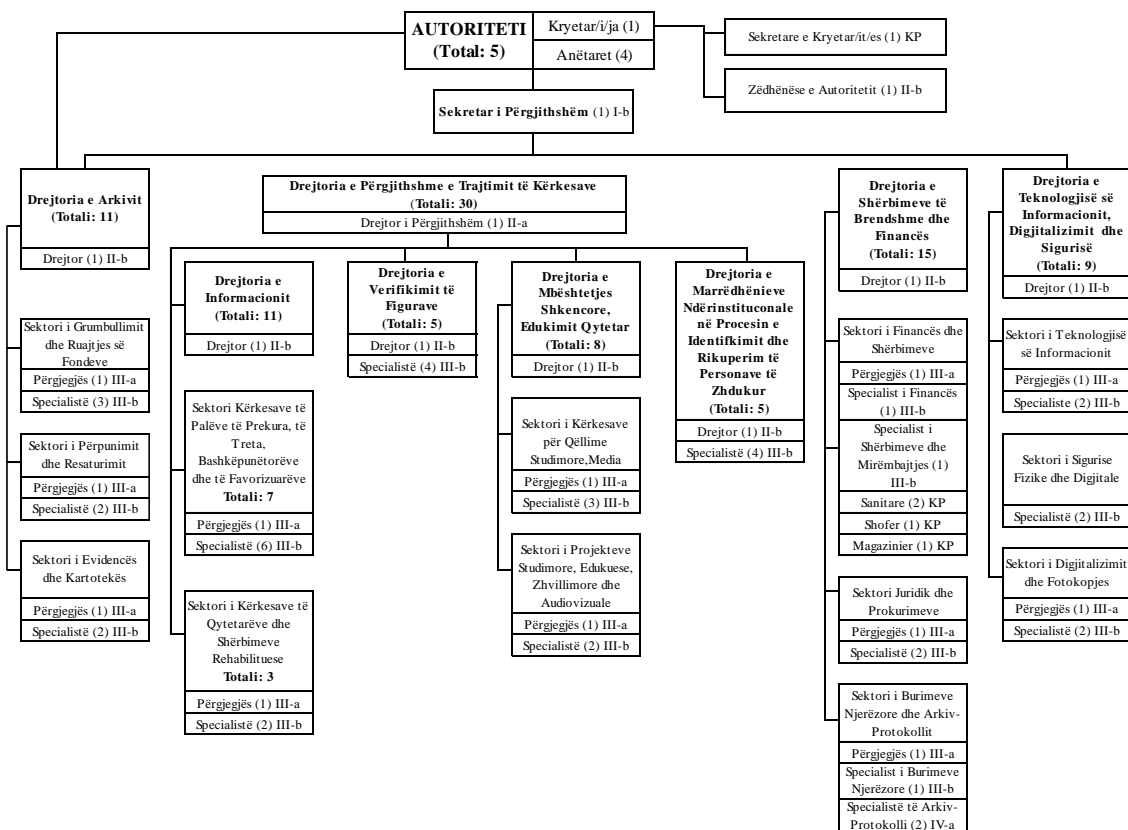 AUTORITETI
(Total: 5)
Kryetar/i/ja (1)
Anëtaret (4)
Sekretare e Kryetar/it/es (1) KP
Zëdhënëse e Autoritetit (1) II-b
Sekretar i Përgjithshëm (1) I-b
Drejtoria e Arkivit
(Totali: 11)
Drejtor (1) II-b
Sektori i Grumbullimit
dhe Ruajtjes së
Fondeve
Përgjegjës (1) III-a
Specialistë (3) III-b
Sektori i Përpunimit
dhe Resaturimit
Përgjegjës (1) III-a
Specialistë (2) III-b
Sektori i Evidencës
dhe Kartotekës
Përgjegjës (1) III-a
Specialistë (2) III-b
Drejtoria e Përgjithshme e Trajtimit të Kërkesave
(Totali: 30)
Drejtor i Përgjithshëm (1) II-a
Drejtoria e
Informacionit
(Totali: 11)
Drejtor (1) II-b
Sektori Kërkesave të
Palëve të Prekura, të
Treta,
Bashkëpunëtorëve
dhe të Favorizuarëve
Totali: 7
Përgjegjës (1) III-a
Specialistë (6) III-b
Sektori i Kërkesave të
Qytetarëve dhe
Shërbimeve
Rehabilituese
Totali: 3
Përgjegjës (1) III-a
Specialistë (2) III-b
Drejtoria e
Verifikimit të
Figurave
(Totali: 5)
Drejtor (1) II-b
Specialistë (4) III-b
Drejtoria e
Mbështetjes
Shkencore,
Edukimit Qytetar
(Totali: 8)
Drejtor (1) II-b
Sektori i Kërkesave
për Qëllime
Studimore,Media
Përgjegjës (1) III-a
Specialistë (3) III-b
Sektori i Projekteve
Studimore, Edukuese,
Zhvillimore dhe
Audiovizuale
Përgjegjës (1) III-a
Specialistë (2) III-b
Drejtoria e
Marrëdhënieve
Ndërinstituconale
në Procesin e
Identifkimit dhe
Rikuperim të
Personave të
Zhdukur
(Totali: 5)
Drejtor (1) II-b
Specialistë (4) III-b
Drejtoria e
Shërbimeve të
Brendshme dhe
Financës
(Totali: 15)
Drejtor (1) II-b
Sektori i Financës dhe
Shërbimeve
Përgjegjës (1) III-a
Specialist i Financës
(1) III-b
Specialist i
Shërbimeve dhe
Mirëmbajtjes (1)
III-b
Sanitare (2) KP
Shofer (1) KP
Magazinier (1) KP
Sektori Juridik dhe
Prokurimeve
Përgjegjës (1) III-a
Specialistë (2) III-b
Sektori i Burimeve
Njerëzore dhe Arkiv-
Protokollit
Përgjegjës (1) III-a
Specialist i Burimeve
Njerëzore (1) III-b
Specialistë të Arkiv-
Protokolli (2) IV-a
Drejtoria e
Teknologjisë së
Informacionit,
Digjitalizimit dhe
Sigurisë
(Totali: 9)
Drejtor (1) II-b
Sektori i Teknologjisë
së Informacionit
Përgjegjës (1) III-a
Specialiste (2) III-b
Sektori i Sigurise
Fizike dhe Digjitale
Specialistë (2) III-b
Sektori i Digjitalizimit
dhe Fotokopjes
Përgjegjës (1) III-a
Specialistë (2) III-b